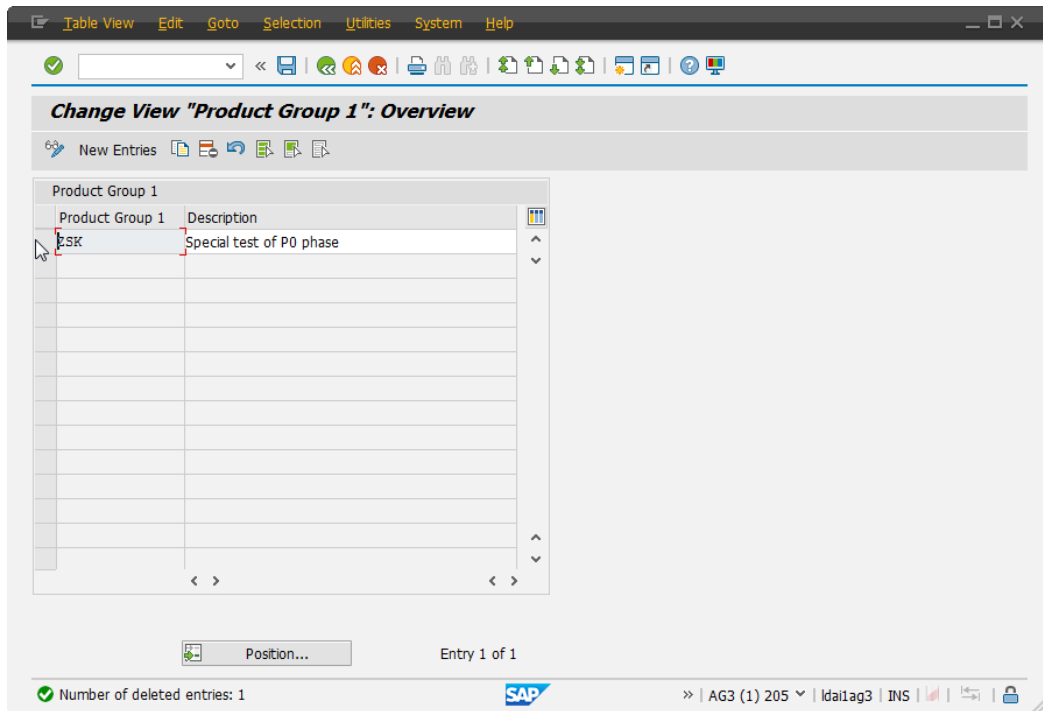 Table View Edit Goto Selection Utilities System Help
Change View "Product Group 1": Overview
New Entries
Product Group 1
Product Group 1 Description
ZSK Special test of P0 phase
Position... Entry 1 of 1
Number of deleted entries: 1 SAP AG3 (1) 205 ldai1ag3 INS